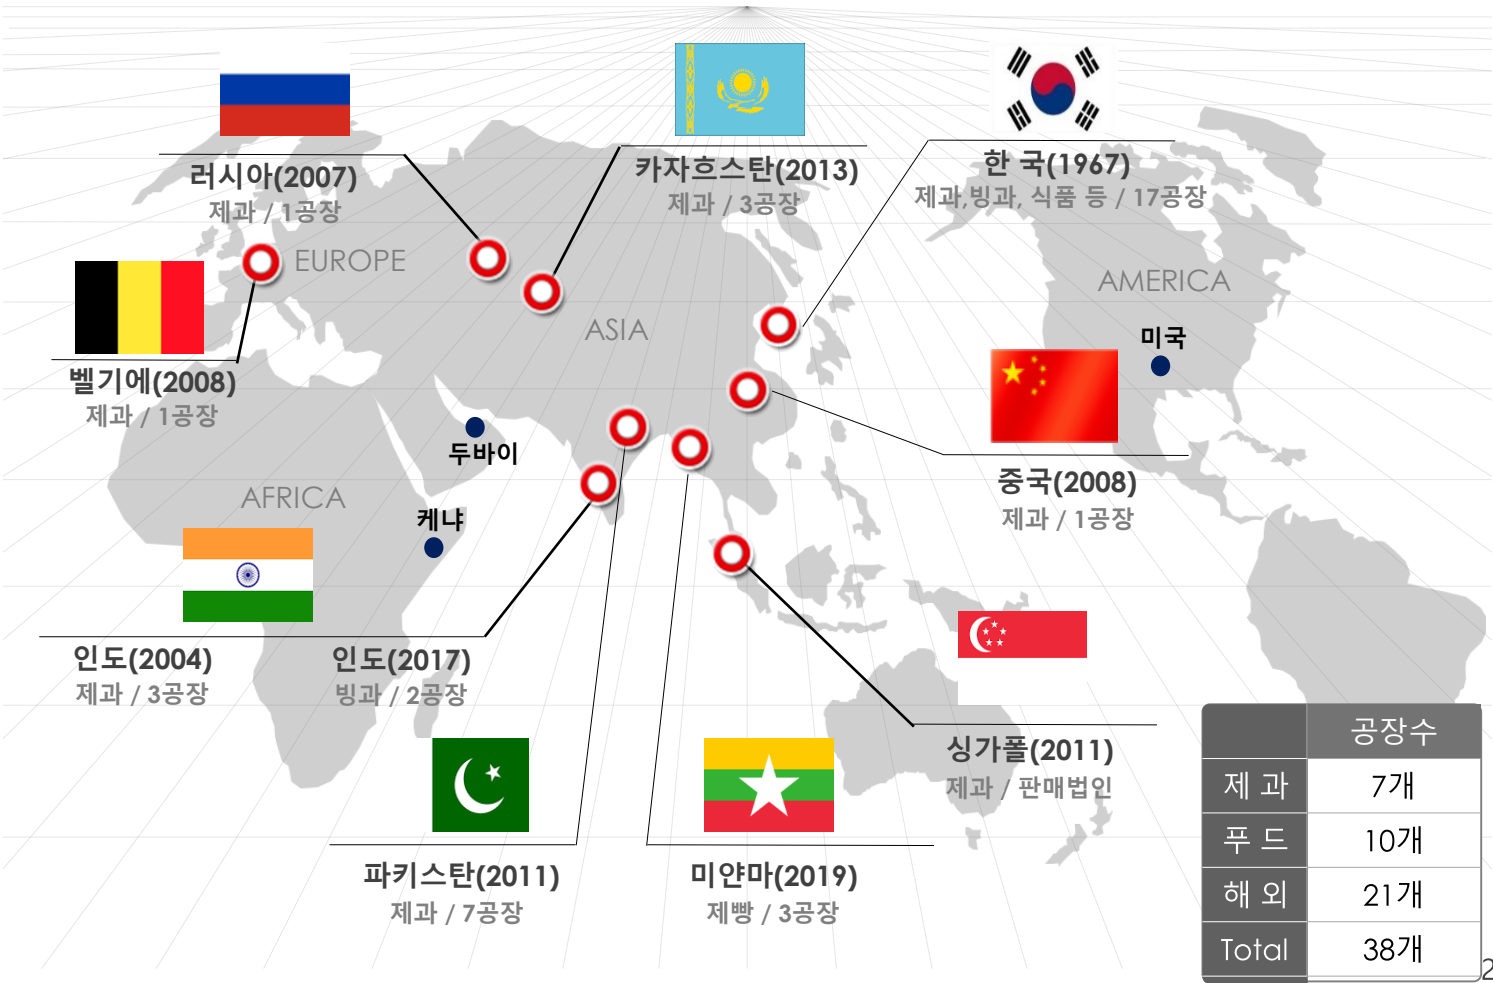 러시아(2007)
제과 / 1공장
카자흐스탄(2013)
제과 / 3공장
한 국(1967)
제과,빙과, 식품 등 / 17공장
EUROPE
ASIA
AMERICA
미국
벨기에(2008)
제과 / 1공장
두바이
중국(2008)
제과 / 1공장
AFRICA
케냐
인도(2004)
제과 / 3공장
인도(2017)
빙과 / 2공장
싱가폴(2011)
제과 / 판매법인
파키스탄(2011)
제과 / 7공장
미얀마(2019)
제빵 / 3공장
공장수
제 과 7개
푸 드 10개
해 외 21개
Total 38개
2